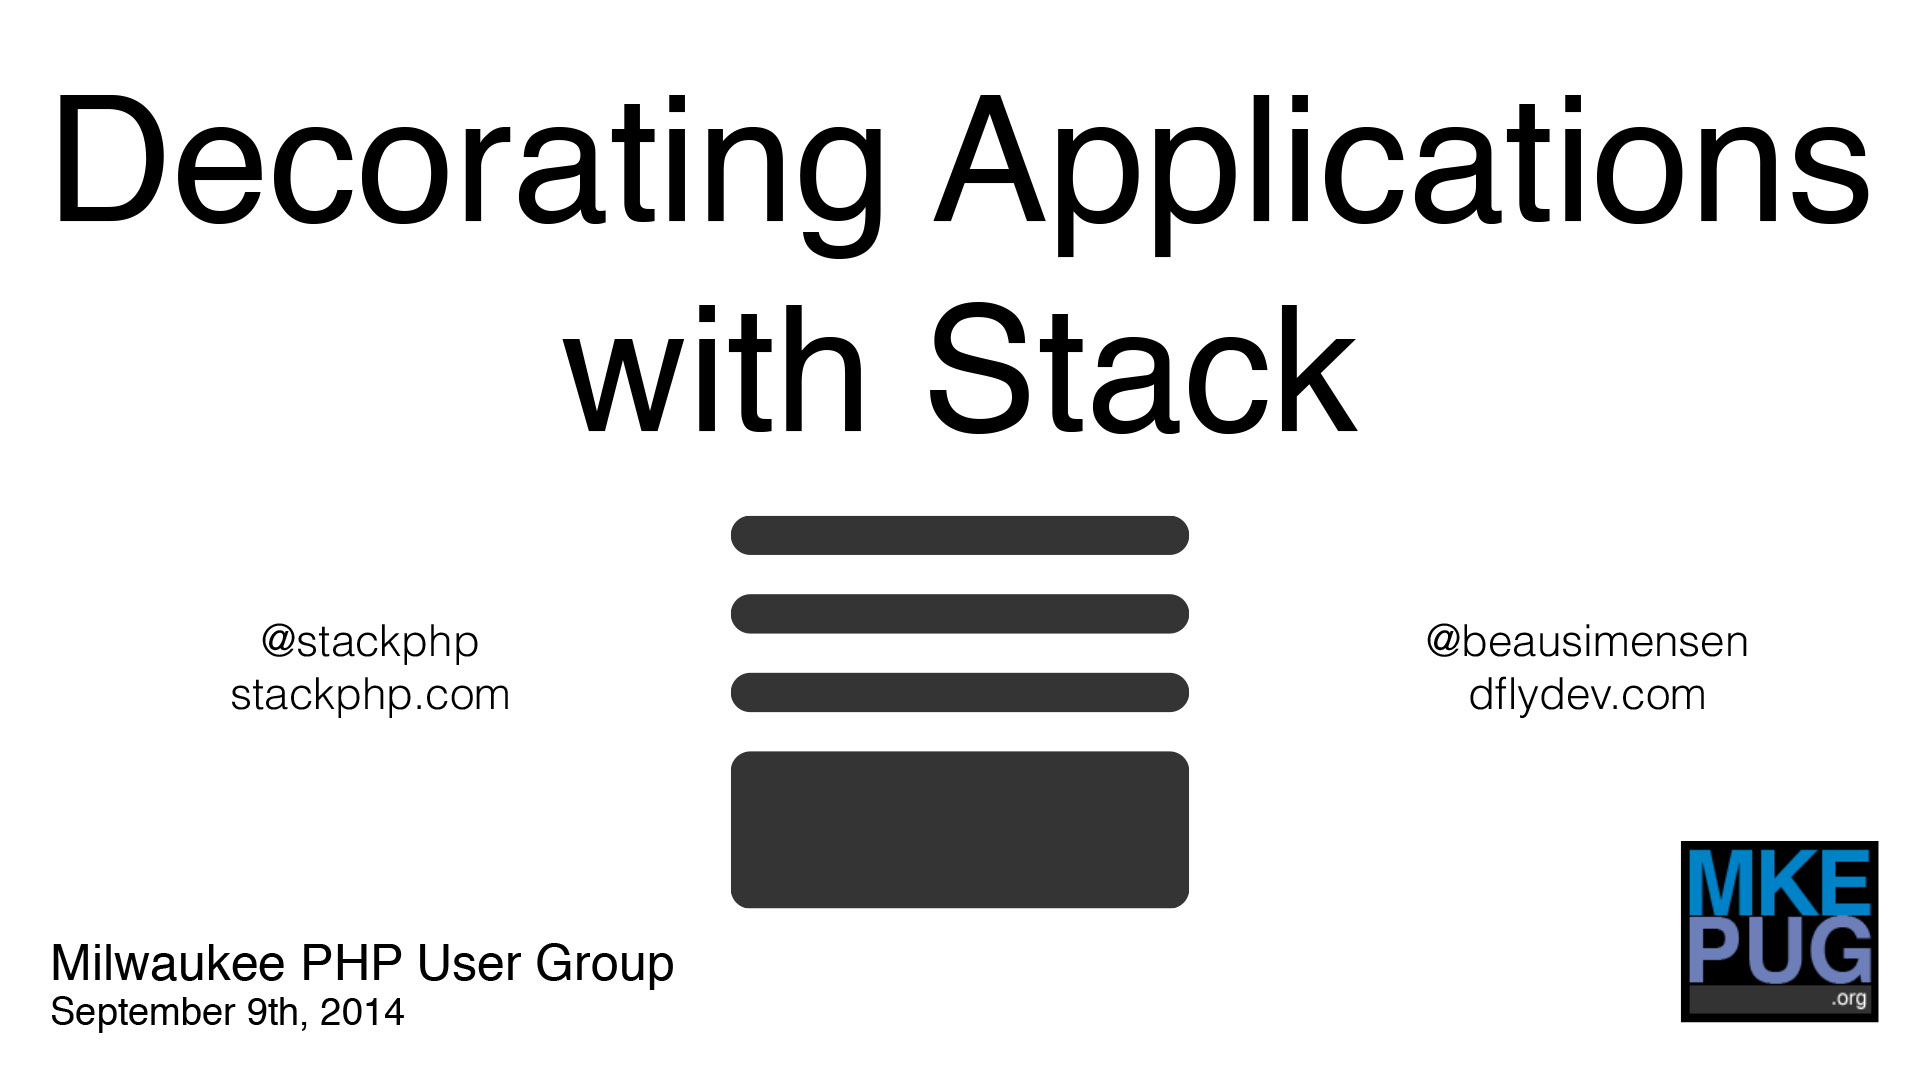 Decorating Applications
with Stack
@stackphp
stackphp.com
@beausimensen
dflydev.com
Milwaukee PHP User Group
September 9th, 2014
MKE
PUG
.org